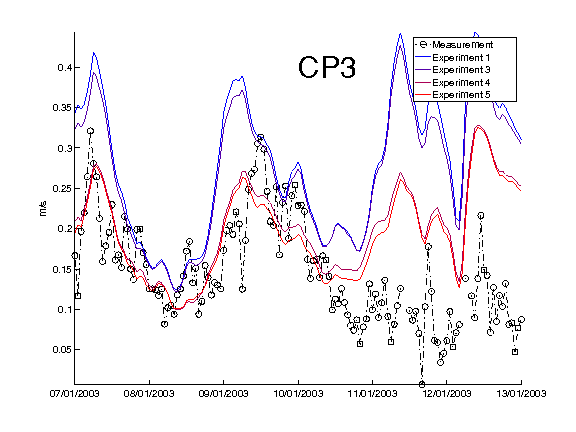 CP3
Measurement
Experiment 1
Experiment 3
Experiment 4
Experiment 5
0.4
0.35
0.3
0.25
0.2
0.15
0.1
0.05
m/s
07/01/2003 08/01/2003 09/01/2003 10/01/2003 11/01/2003 12/01/2003 13/01/2003